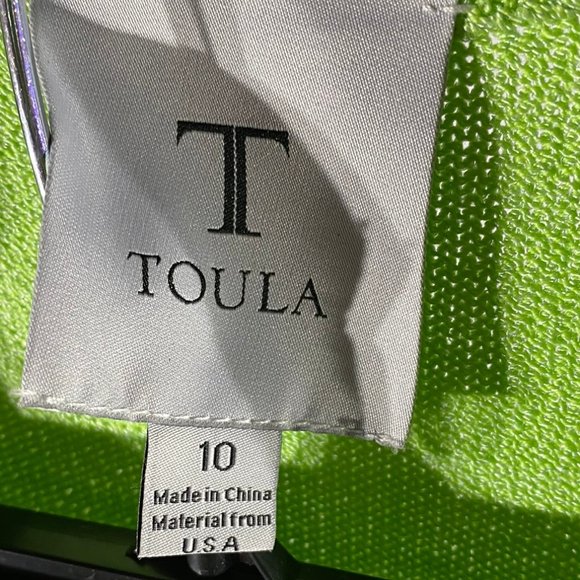 T
TOULA
10
Made in China
Material from
U.S.A